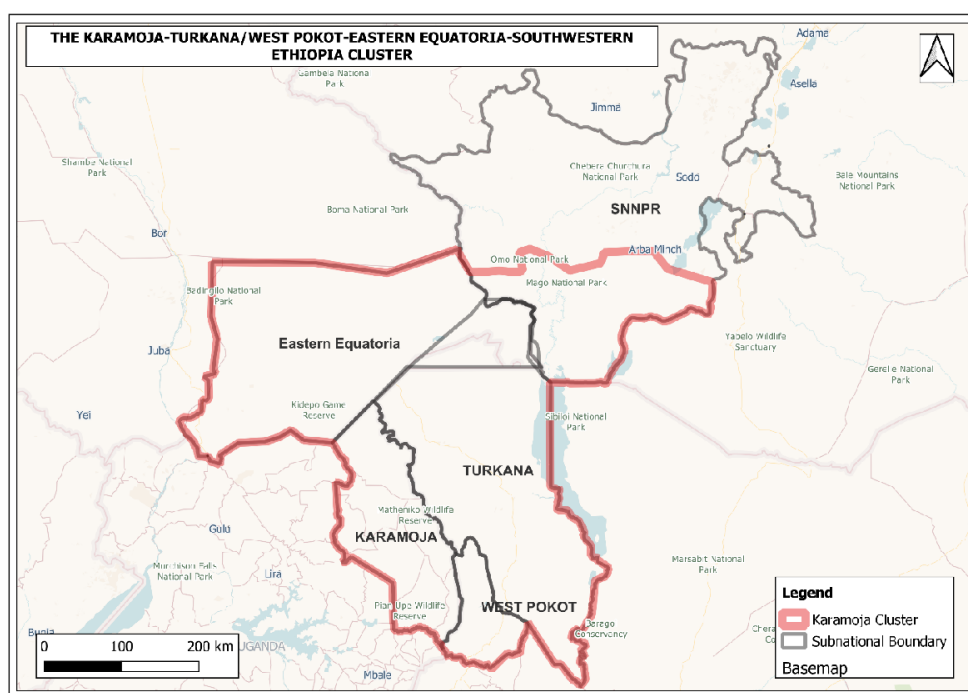 THE KARAMOJA-TURKANA/WEST POKOT-EASTERN EQUATORIA-SOUTHWESTERN
ETHIOPIA CLUSTER
Adama
Gambela National
Park
Asella
Jimma
Shambe National
Park
Chebera Churchura
National Park
Sodo
Bale Mountains
National Park
SNNPR
Boma National Park
Bor
Arba Minch
Omo National Park
Mago National Park
Badingilo National
Park
Yabelo Wildlife
Sanctuary
Eastern Equatoria
Juba
Gerelle National
Park
Kidepo Game
Reserve
Yei
Sibiloi National
Park
TURKANA
Matheniko Wildlife
Reserve
KARAMOJA
Gulu
Marsabit National
Park
Murchison Falls
National Park
Lira
Pian Upe Wildlife
Reserve
WEST POKOT
Conservancy
UGANDA
Mbale
Legend
Karamoja Cluster
Subnational Boundary
Basemap
0 100 200 km